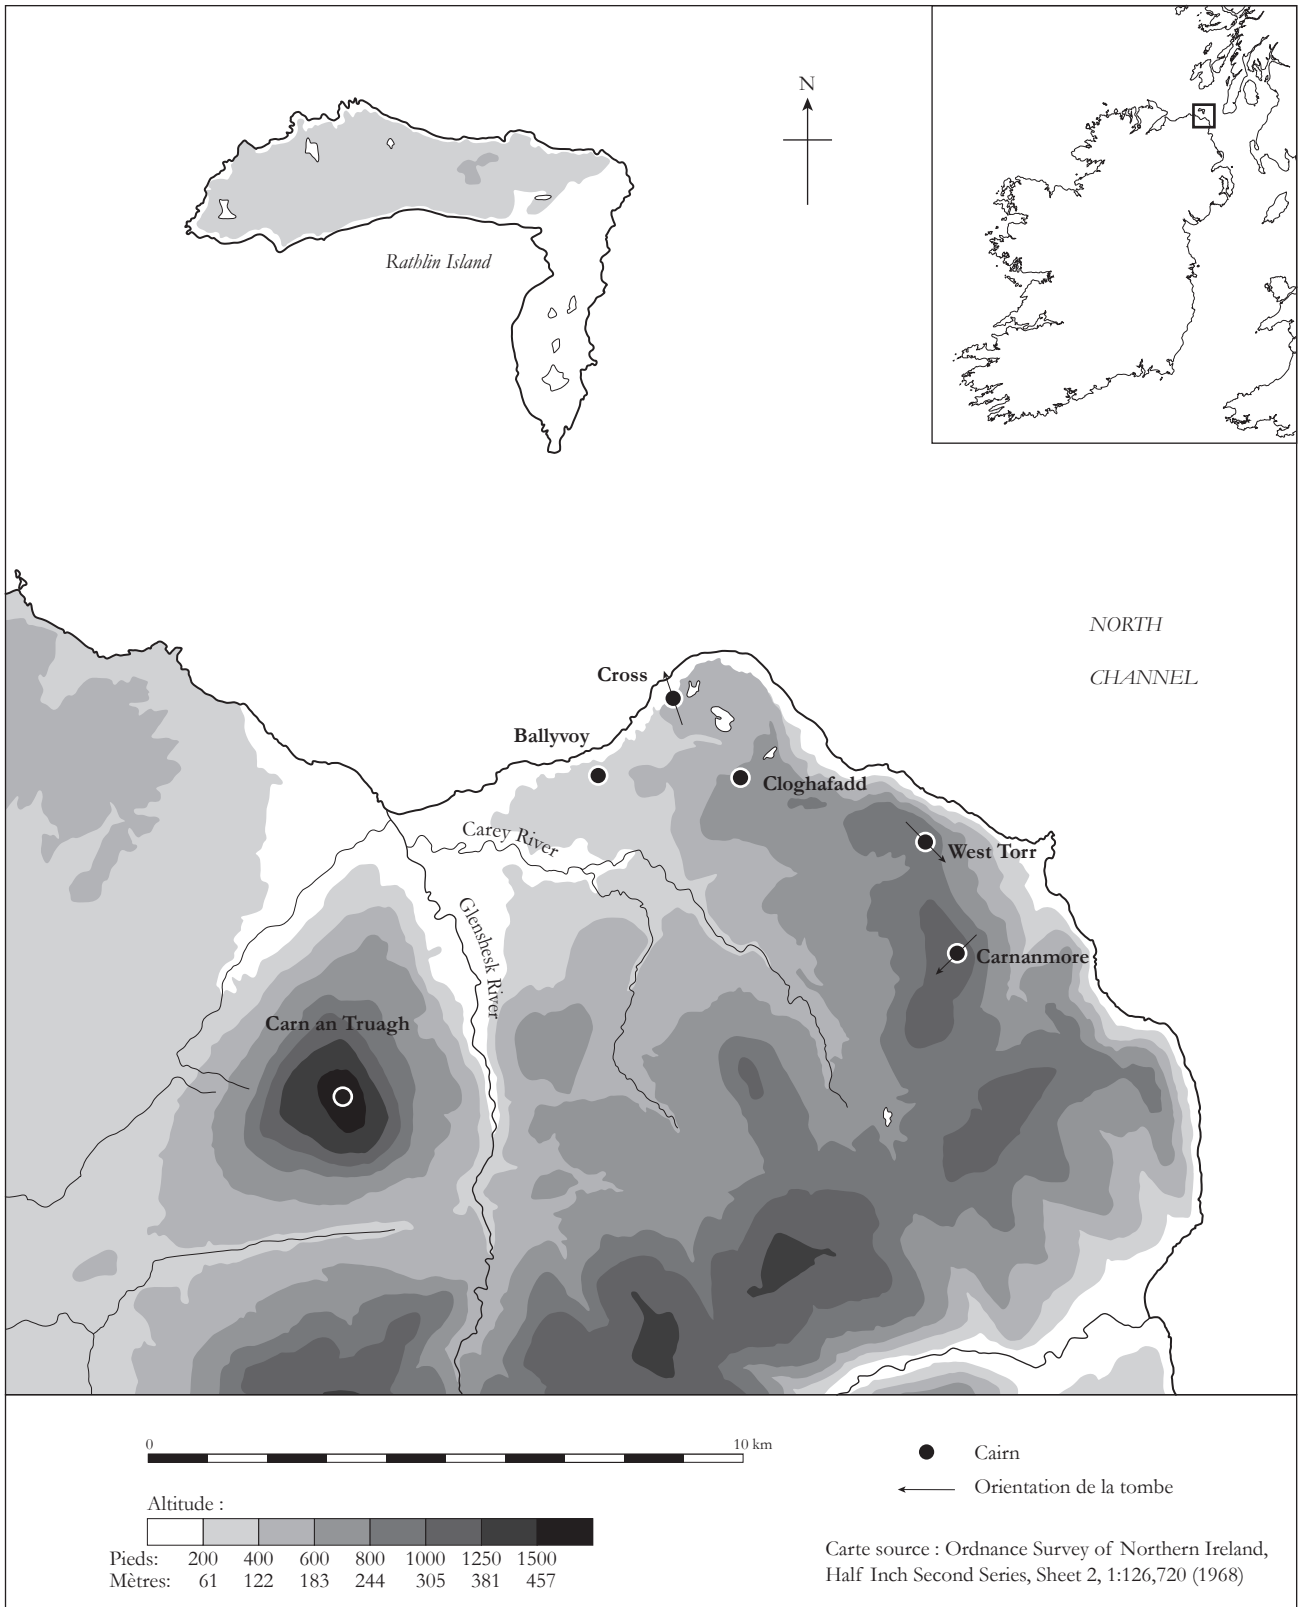 N
Rathlin Island
NORTH
CHANNEL
Cross
Ballyvoy
Cloghafadd
Carey River
West Torr
Glenshesk River
Carnanmore
Carn an Truagh
0 10 km
Cairn
Orientation de la tombe
Altitude :
Pieds: 200 400 600 800 1000 1250 1500
Mètres: 61 122 183 244 305 381 457
Carte source : Ordnance Survey of Northern Ireland,
Half Inch Second Series, Sheet 2, 1:126,720 (1968)